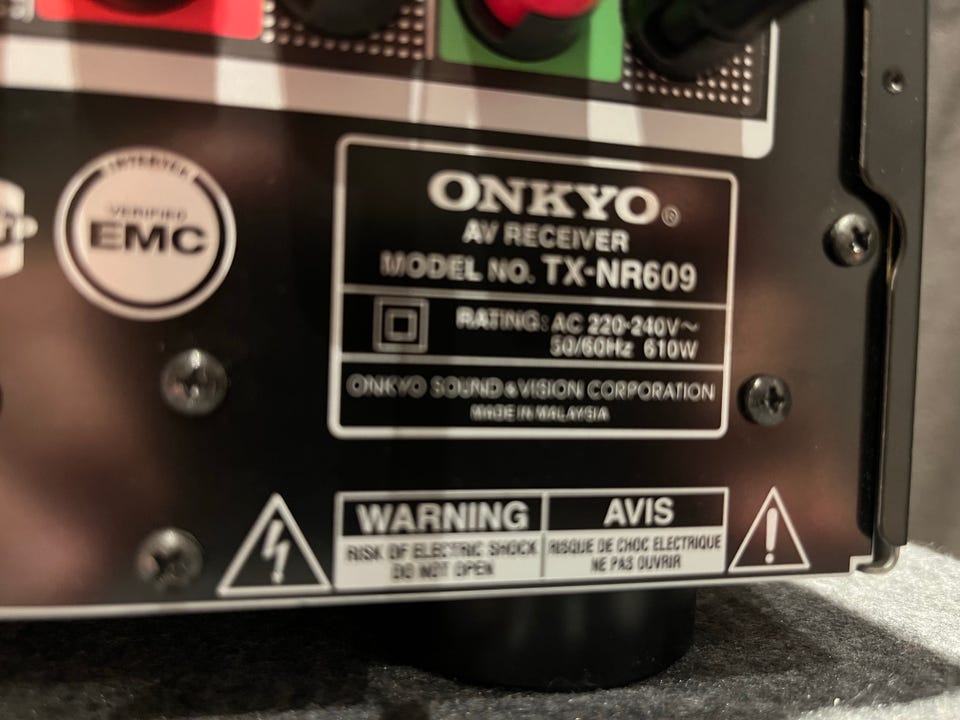 INTERTEK
VERIFIED
EMC
ONKYO®
AV RECEIVER
MODEL NO. TX-NR609
RATING: AC 220-240V~
50/60Hz 610W
ONKYO SOUND & VISION CORPORATION
MADE IN MALAYSIA
WARNING
RISK OF ELECTRIC SHOCK
DO NOT OPEN
AVIS
RISQUE DE CHOC ELECTRIQUE
NE PAS OUVRIR